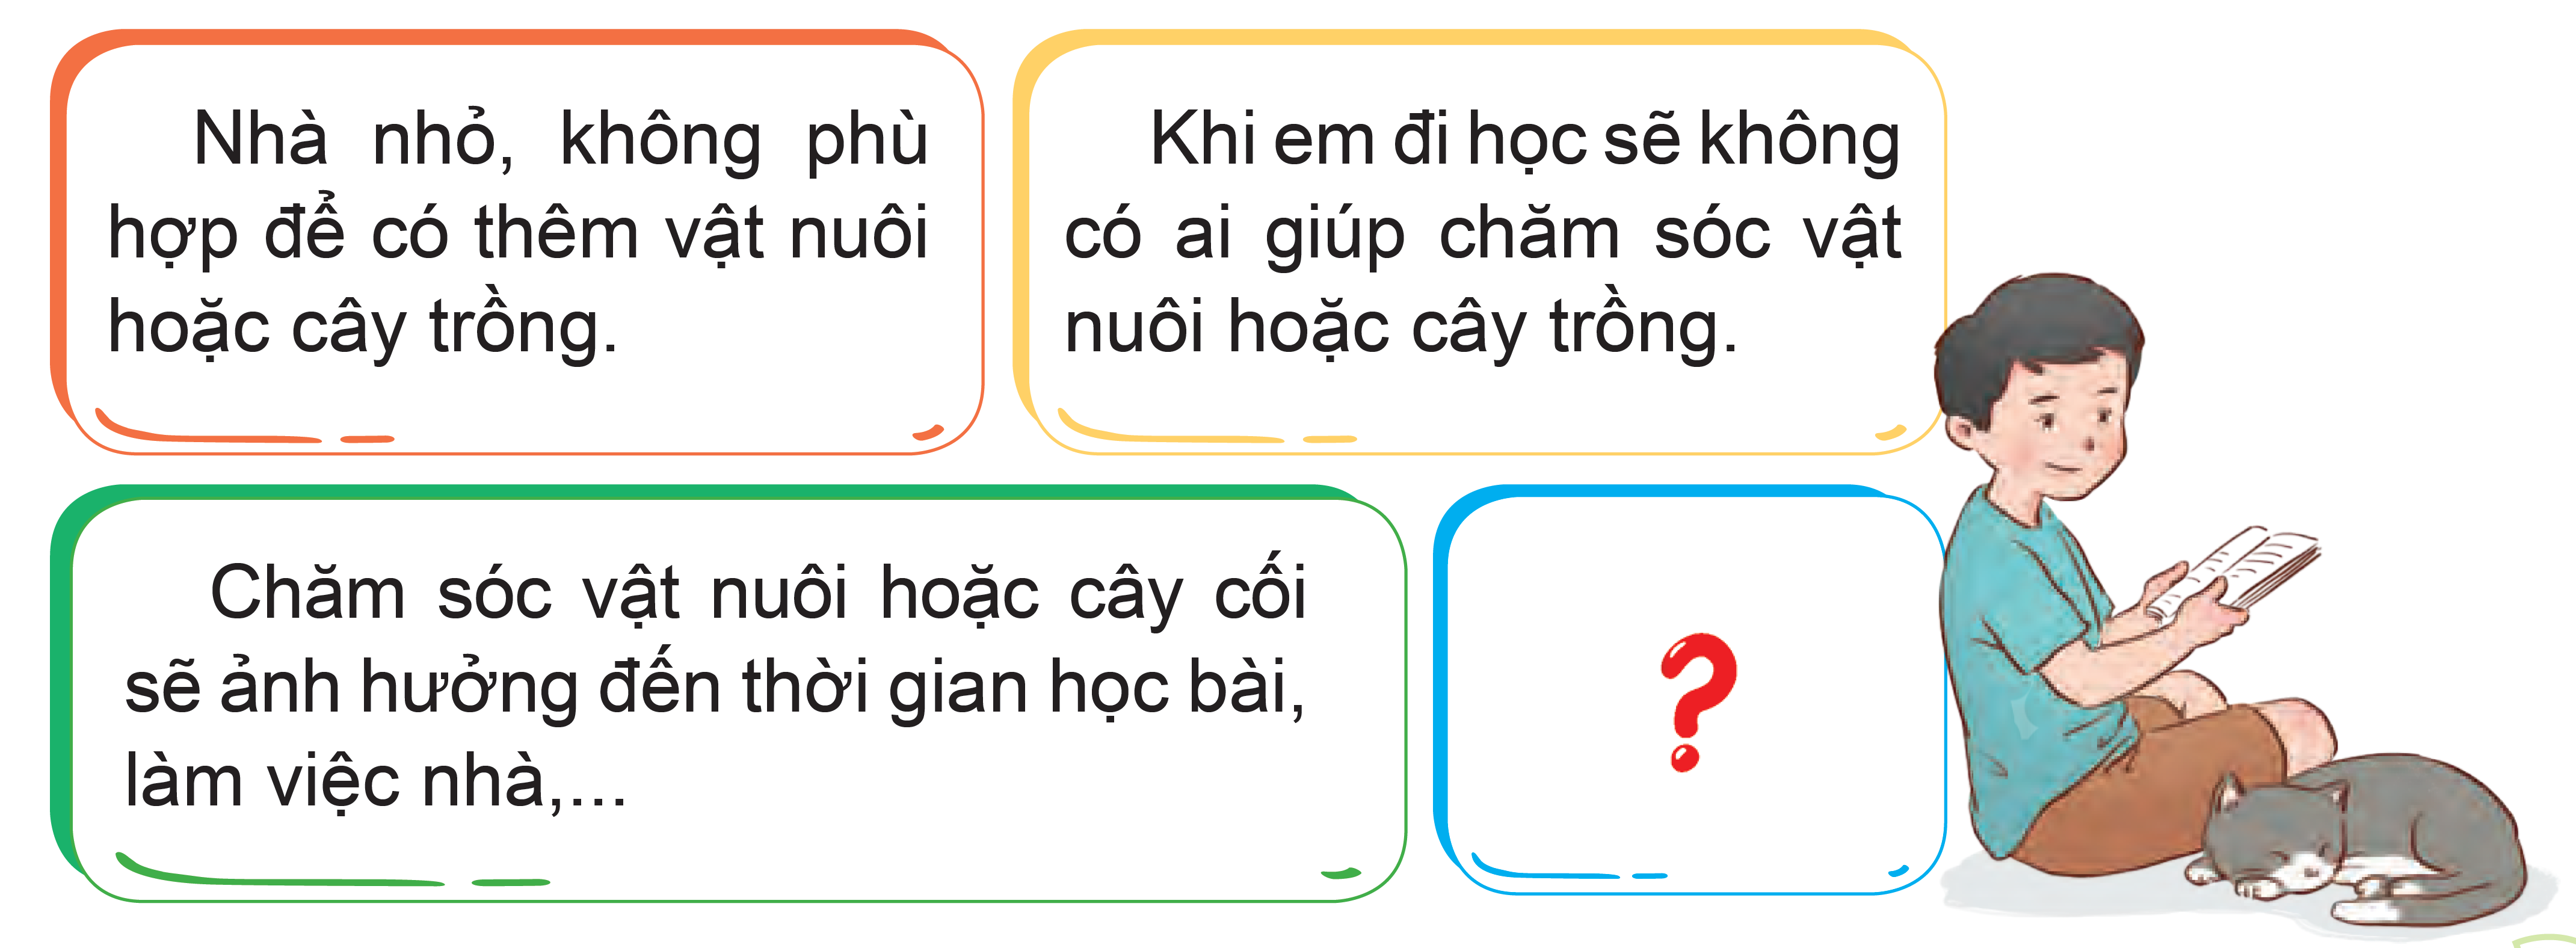 Nhà nhỏ, không phù
hợp để có thêm vật nuôi
hoặc cây trồng.
Khi em đi học sẽ không
có ai giúp chăm sóc vật
nuôi hoặc cây trồng.
Chăm sóc vật nuôi hoặc cây cối
sẽ ảnh hưởng đến thời gian học bài,
làm việc nhà,...
?